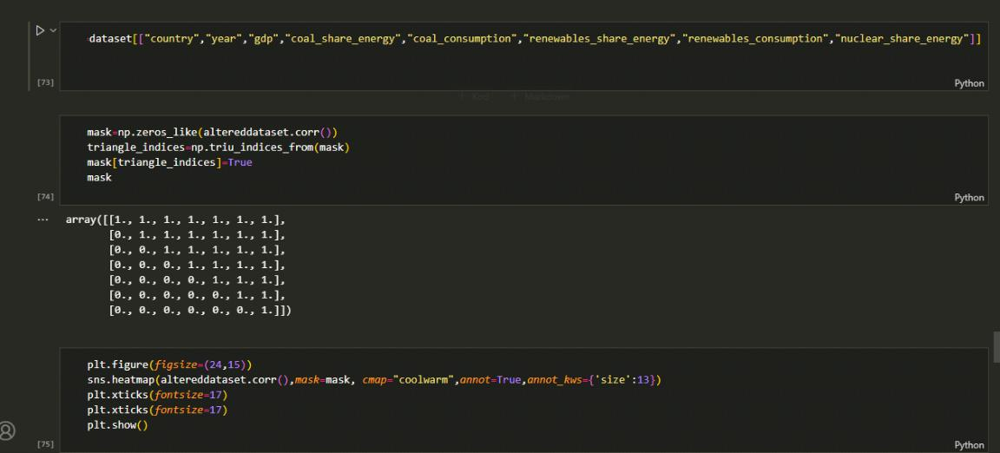 dataset[["country","year","gdp","coal_share_energy","coal_consumption","renewables_share_energy","renewables_consumption","nuclear_share_energy"]]
[73]
Python
+ Kod + Markdown
mask=np.zeros_like(altereddataset.corr())
triangle_indices=np.triu_indices_from(mask)
mask[triangle_indices]=True
mask
[74]
Python
... array([[1., 1., 1., 1., 1., 1., 1.],
[0., 1., 1., 1., 1., 1., 1.],
[0., 0., 1., 1., 1., 1., 1.],
[0., 0., 0., 1., 1., 1., 1.],
[0., 0., 0., 0., 1., 1., 1.],
[0., 0., 0., 0., 0., 1., 1.],
[0., 0., 0., 0., 0., 0., 1.]])
plt.figure(figsize=(24,15))
sns.heatmap(altereddataset.corr(),mask=mask, cmap="coolwarm",annot=True,annot_kws={'size':13})
plt.xticks(fontsize=17)
plt.xticks(fontsize=17)
plt.show()
[75]
Python